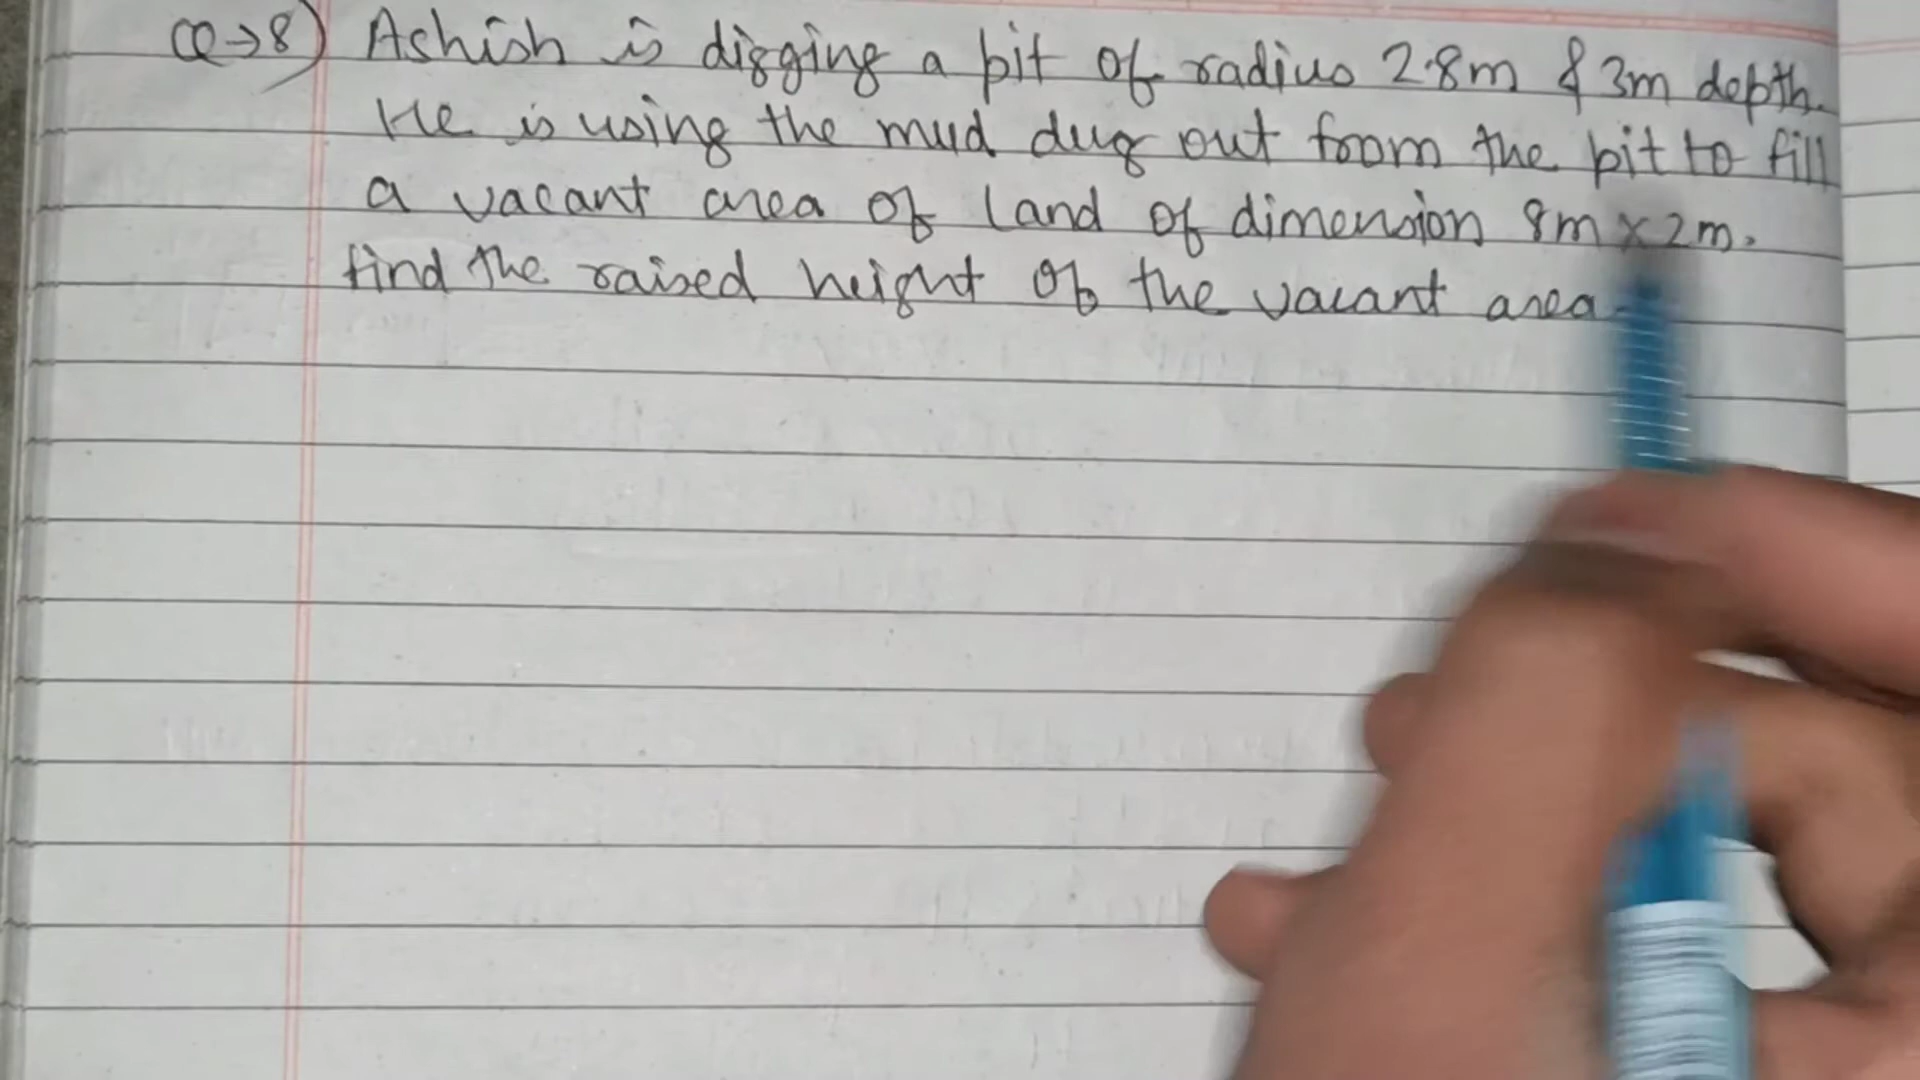 Q→8) Ashish is digging a pit of radius 2.8m & 3m depth.
He is using the mud dug out from the pit to fill
a vacant area of land of dimension 8m x 2m.
find the raised height of the vacant area.